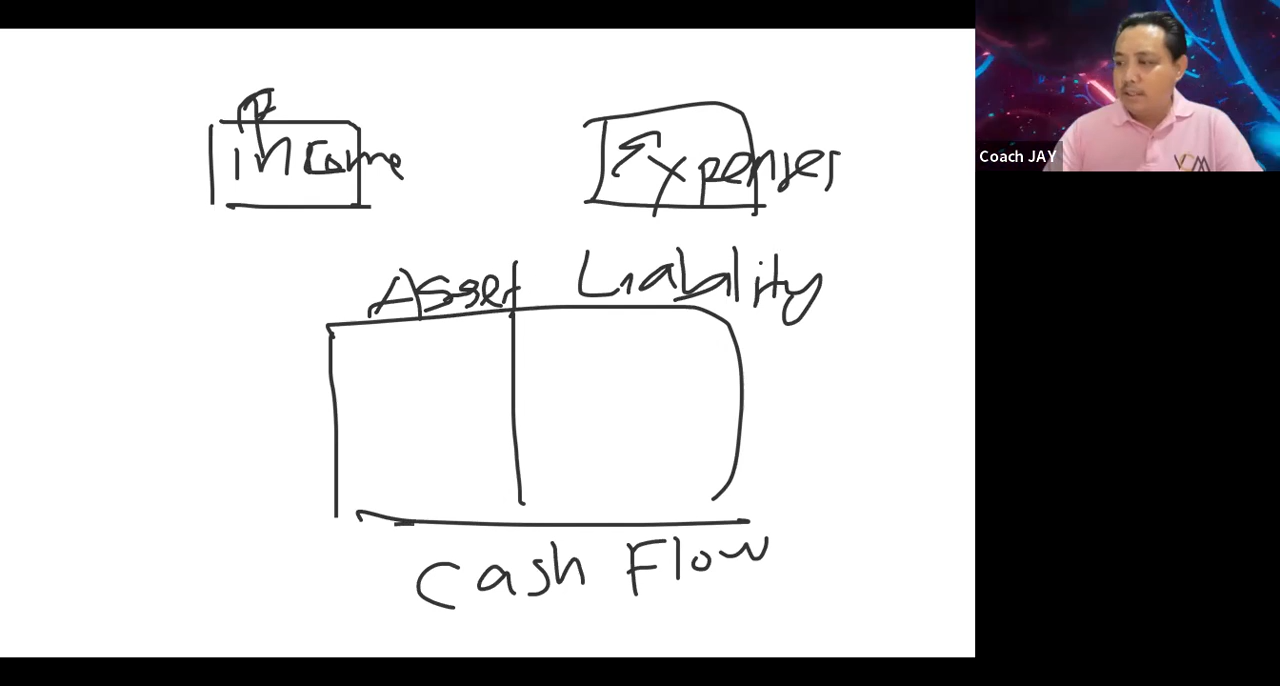 income
Expenses
Asset
Liability
Cash Flow
Coach JAY